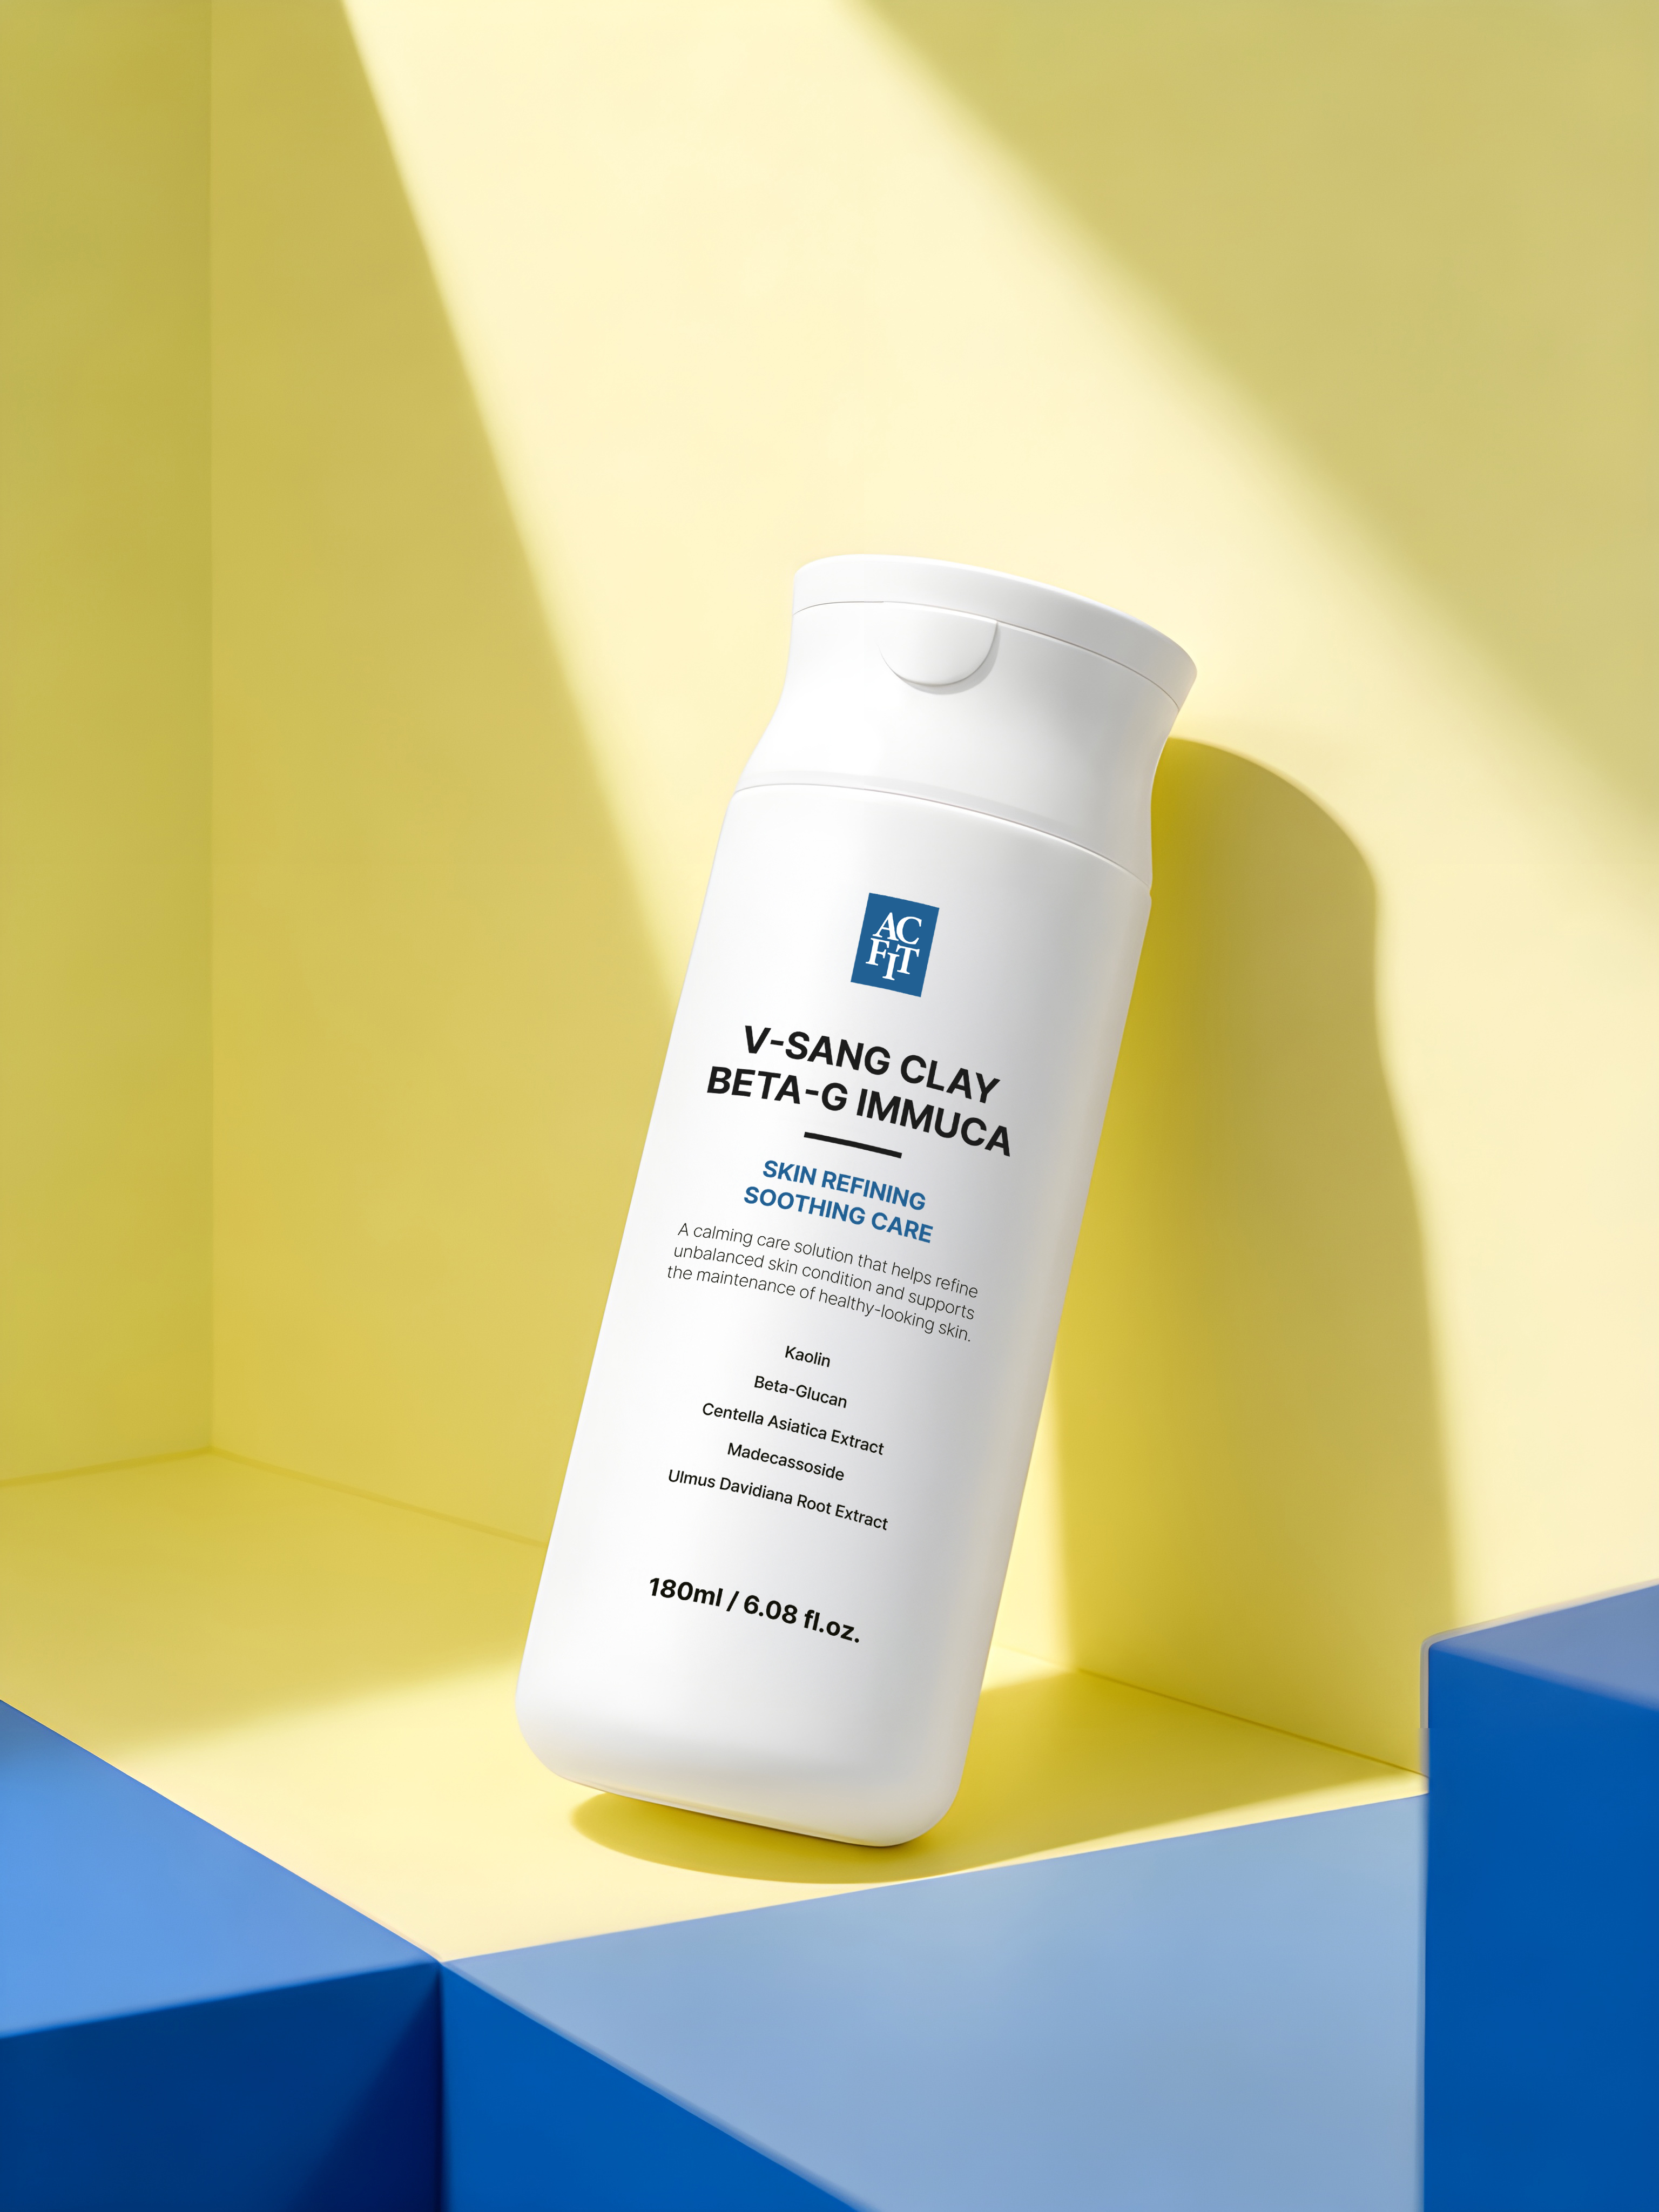 AC
FIT
V-SANG CLAY
BETA-G IMMUCA
SKIN REFINING
SOOTHING CARE
A calming care solution that helps refine
unbalanced skin condition and supports
the maintenance of healthy-looking skin.
Kaolin
Beta-Glucan
Centella Asiatica Extract
Madecassoside
Ulmus Davidiana Root Extract
180ml / 6.08 fl.oz.